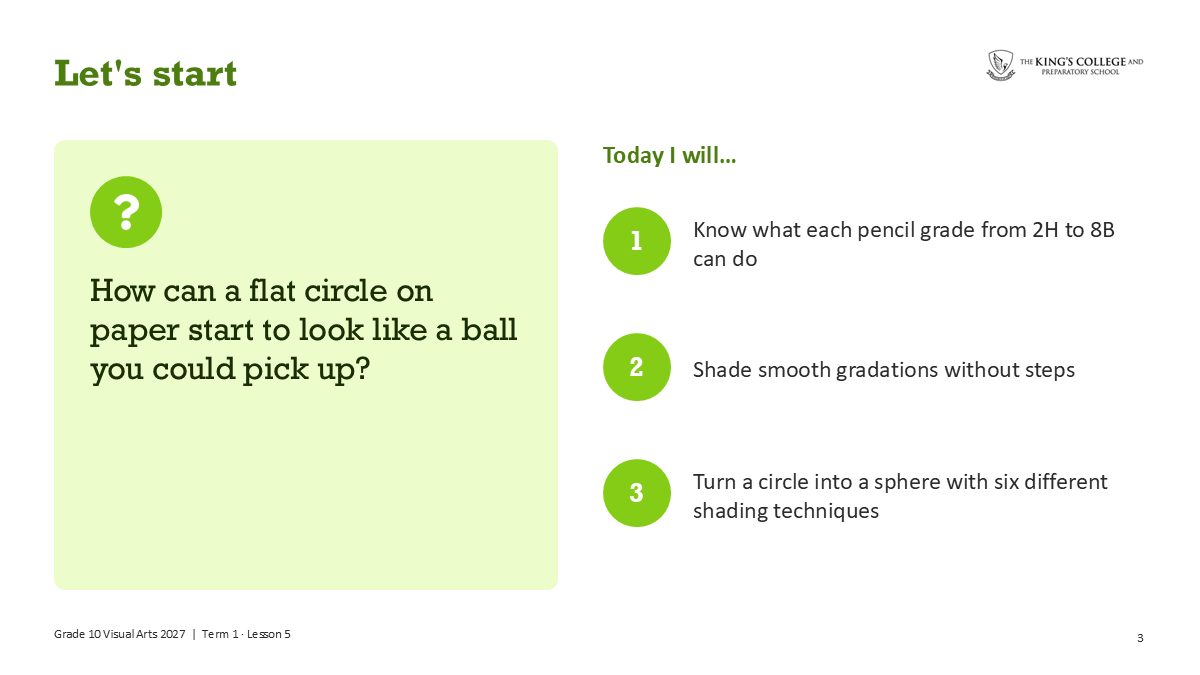 Let's start
THE KING'S COLLEGE AND
PREPARATORY SCHOOL
?
How can a flat circle on
paper start to look like a ball
you could pick up?
Today I will...
1
Know what each pencil grade from 2H to 8B
can do
2
Shade smooth gradations without steps
3
Turn a circle into a sphere with six different
shading techniques
Grade 10 Visual Arts 2027 | Term 1 · Lesson 5
3